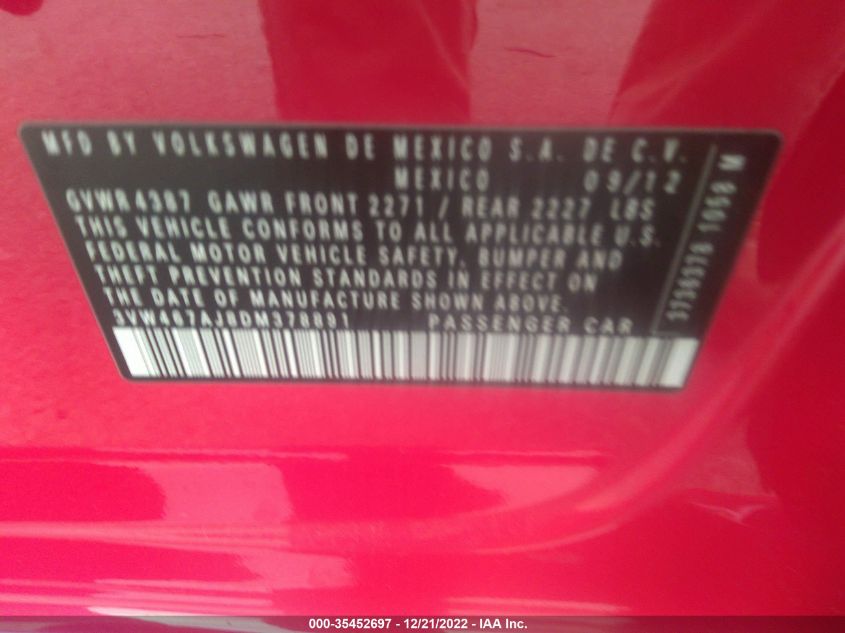 MFD BY VOLKSWAGEN DE MEXICO S.A. DE C.V.
MEXICO 09/12
GVWR 4387 GAWR FRONT 2271 / REAR 2227 LBS
THIS VEHICLE CONFORMS TO ALL APPLICABLE U.S.
FEDERAL MOTOR VEHICLE SAFETY, BUMPER AND
THEFT PREVENTION STANDARDS IN EFFECT ON
THE DATE OF MANUFACTURE SHOWN ABOVE.
3VW467AJ8DM378891 PASSENGER CAR
3736378 1068 M
000-35452697 - 12/21/2022 - IAA Inc.